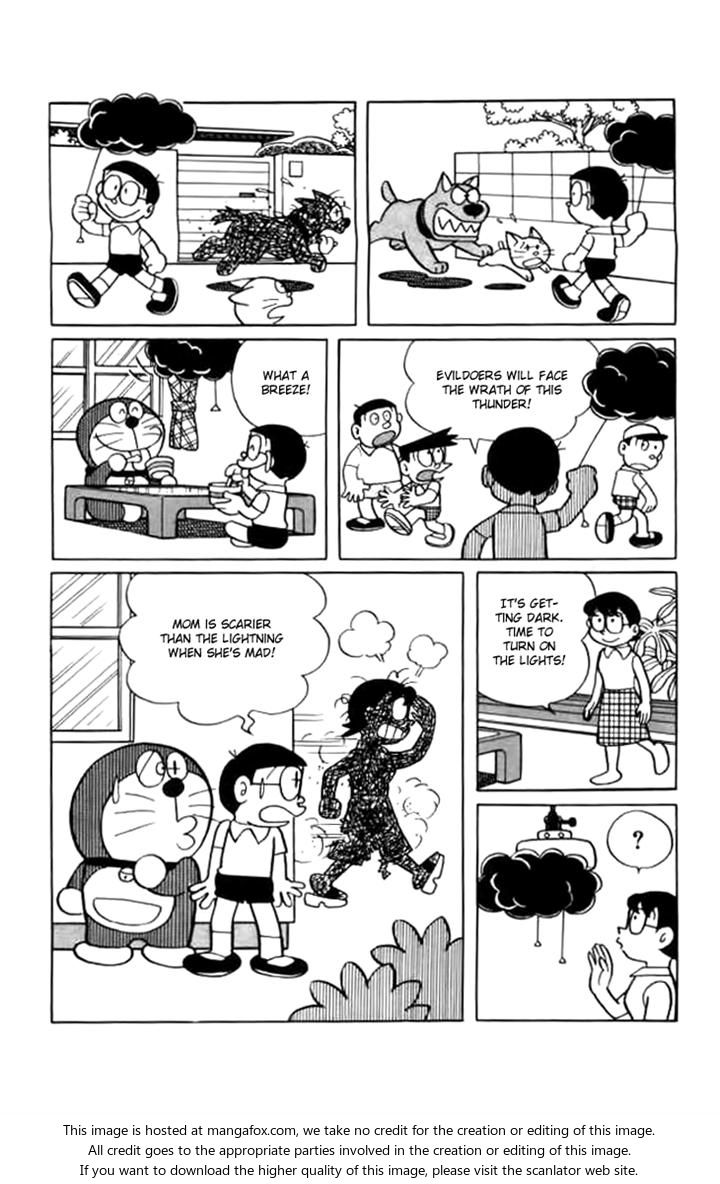 WHAT A
BREEZE!
EVILDOERS WILL FACE
THE WRATH OF THIS
THUNDER!
IT'S GET-
TING DARK.
TIME TO
TURN ON
THE LIGHTS!
?
MOM IS SCARIER
THAN THE LIGHTNING
WHEN SHE'S MAD!
This image is hosted at mangafox.com, we take no credit for the creation or editing of this image.
All credit goes to the appropriate parties involved in the creation or editing of this image.
If you want to download the higher quality of this image, please visit the scanlator web site.